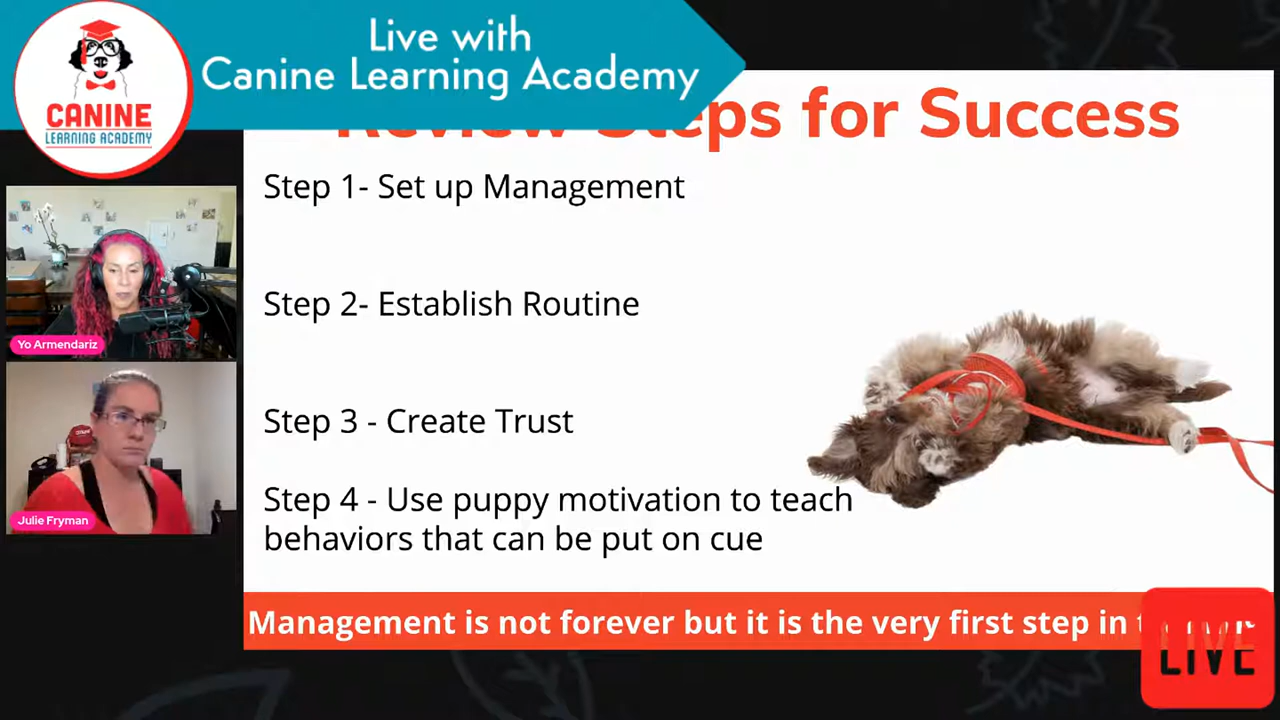 Live with
Canine Learning Academy
CANINE
LEARNING ACADEMY
Review Steps for Success
Step 1- Set up Management
Step 2- Establish Routine
Step 3 - Create Trust
Step 4 - Use puppy motivation to teach
behaviors that can be put on cue
Yo Armendariz
Julie Fryman
Management is not forever but it is the very first step in
LIVE